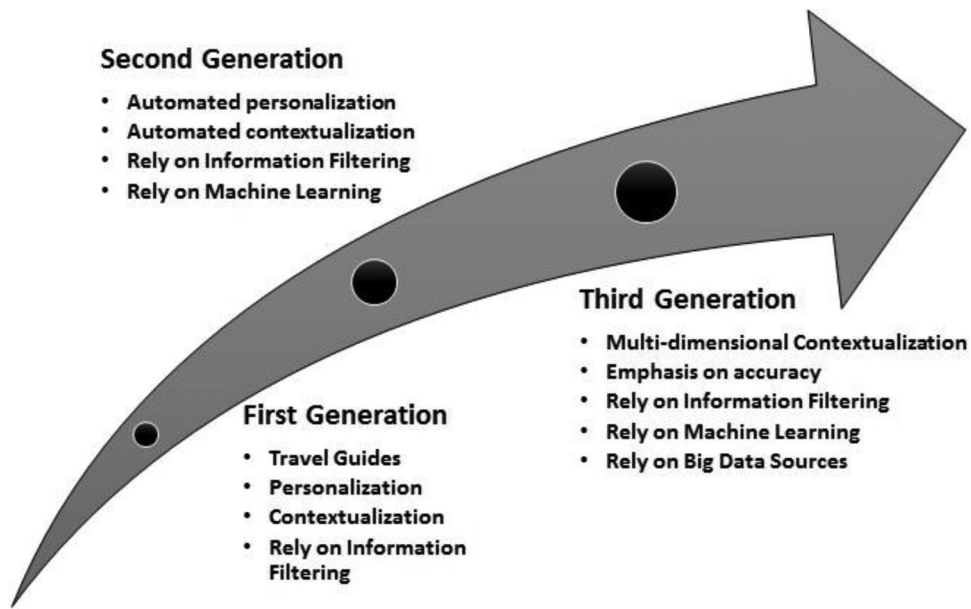 Second Generation
• Automated personalization
• Automated contextualization
• Rely on Information Filtering
• Rely on Machine Learning
First Generation
• Travel Guides
• Personalization
• Contextualization
• Rely on Information
Filtering
Third Generation
• Multi-dimensional Contextualization
• Emphasis on accuracy
• Rely on Information Filtering
• Rely on Machine Learning
• Rely on Big Data Sources